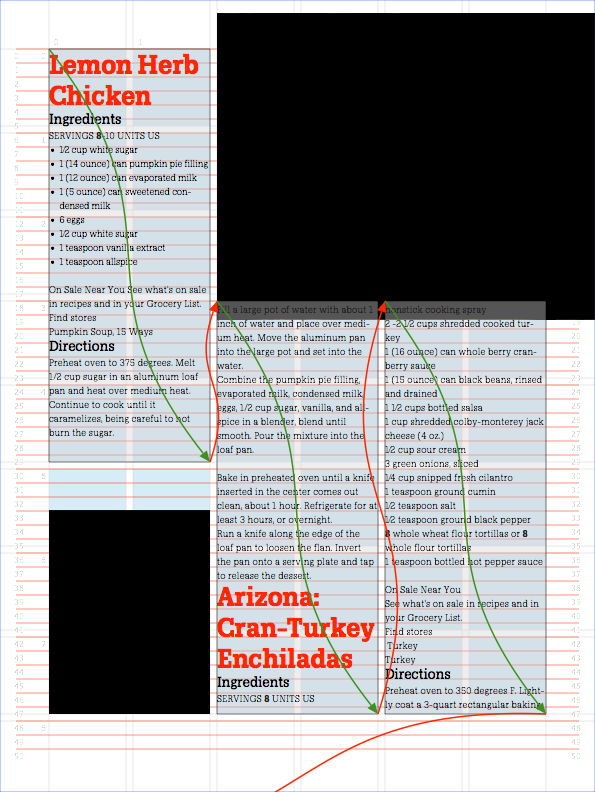 Lemon Herb
Chicken
Ingredients
SERVINGS 8-10 UNITS US
• 1/2 cup white sugar
• 1 (14 ounce) can pumpkin pie filling
• 1 (12 ounce) can evaporated milk
• 1 (5 ounce) can sweetened con-
densed milk
• 6 eggs
• 1/2 cup white sugar
• 1 teaspoon vanilla extract
• 1 teaspoon allspice
On Sale Near You See what's on sale
in recipes and in your Grocery List.
Find stores
Pumpkin Soup, 15 Ways
Directions
Preheat oven to 375 degrees. Melt
1/2 cup sugar in an aluminum loaf
pan and heat over medium heat.
Continue to cook until it
caramelizes, being careful to not
burn the sugar.
Fill a large pot of water with about 1
inch of water and place over medi-
um heat. Move the aluminum pan
into the large pot and set into the
water.
Combine the pumpkin pie filling,
evaporated milk, condensed milk,
eggs, 1/2 cup sugar, vanilla, and all-
spice in a blender, blend until
smooth. Pour the mixture into the
loaf pan.
Bake in preheated oven until a knife
inserted in the center comes out
clean, about 1 hour. Refrigerate for at
least 3 hours, or overnight.
Run a knife along the edge of the
loaf pan to loosen the flan. Invert
the pan onto a serving plate and tap
to release the dessert.
Arizona:
Cran-Turkey
Enchiladas
Ingredients
SERVINGS 8 UNITS US
nonstick cooking spray
2 -2 1/2 cups shredded cooked tur-
key
1 (16 ounce) can whole berry cran-
berry sauce
1 (15 ounce) can black beans, rinsed
and drained
1 1/2 cups bottled salsa
1 cup shredded colby-monterey jack
cheese (4 oz.)
1/2 cup sour cream
3 green onions, sliced
1/4 cup snipped fresh cilantro
1 teaspoon ground cumin
1/2 teaspoon salt
1/2 teaspoon ground black pepper
8 whole wheat flour tortillas or 8
whole flour tortillas
1 teaspoon bottled hot pepper sauce
On Sale Near You
See what's on sale in recipes and in
your Grocery List.
Find stores
Turkey
Turkey
Directions
Preheat oven to 350 degrees F. Light-
ly coat a 3-quart rectangular baking